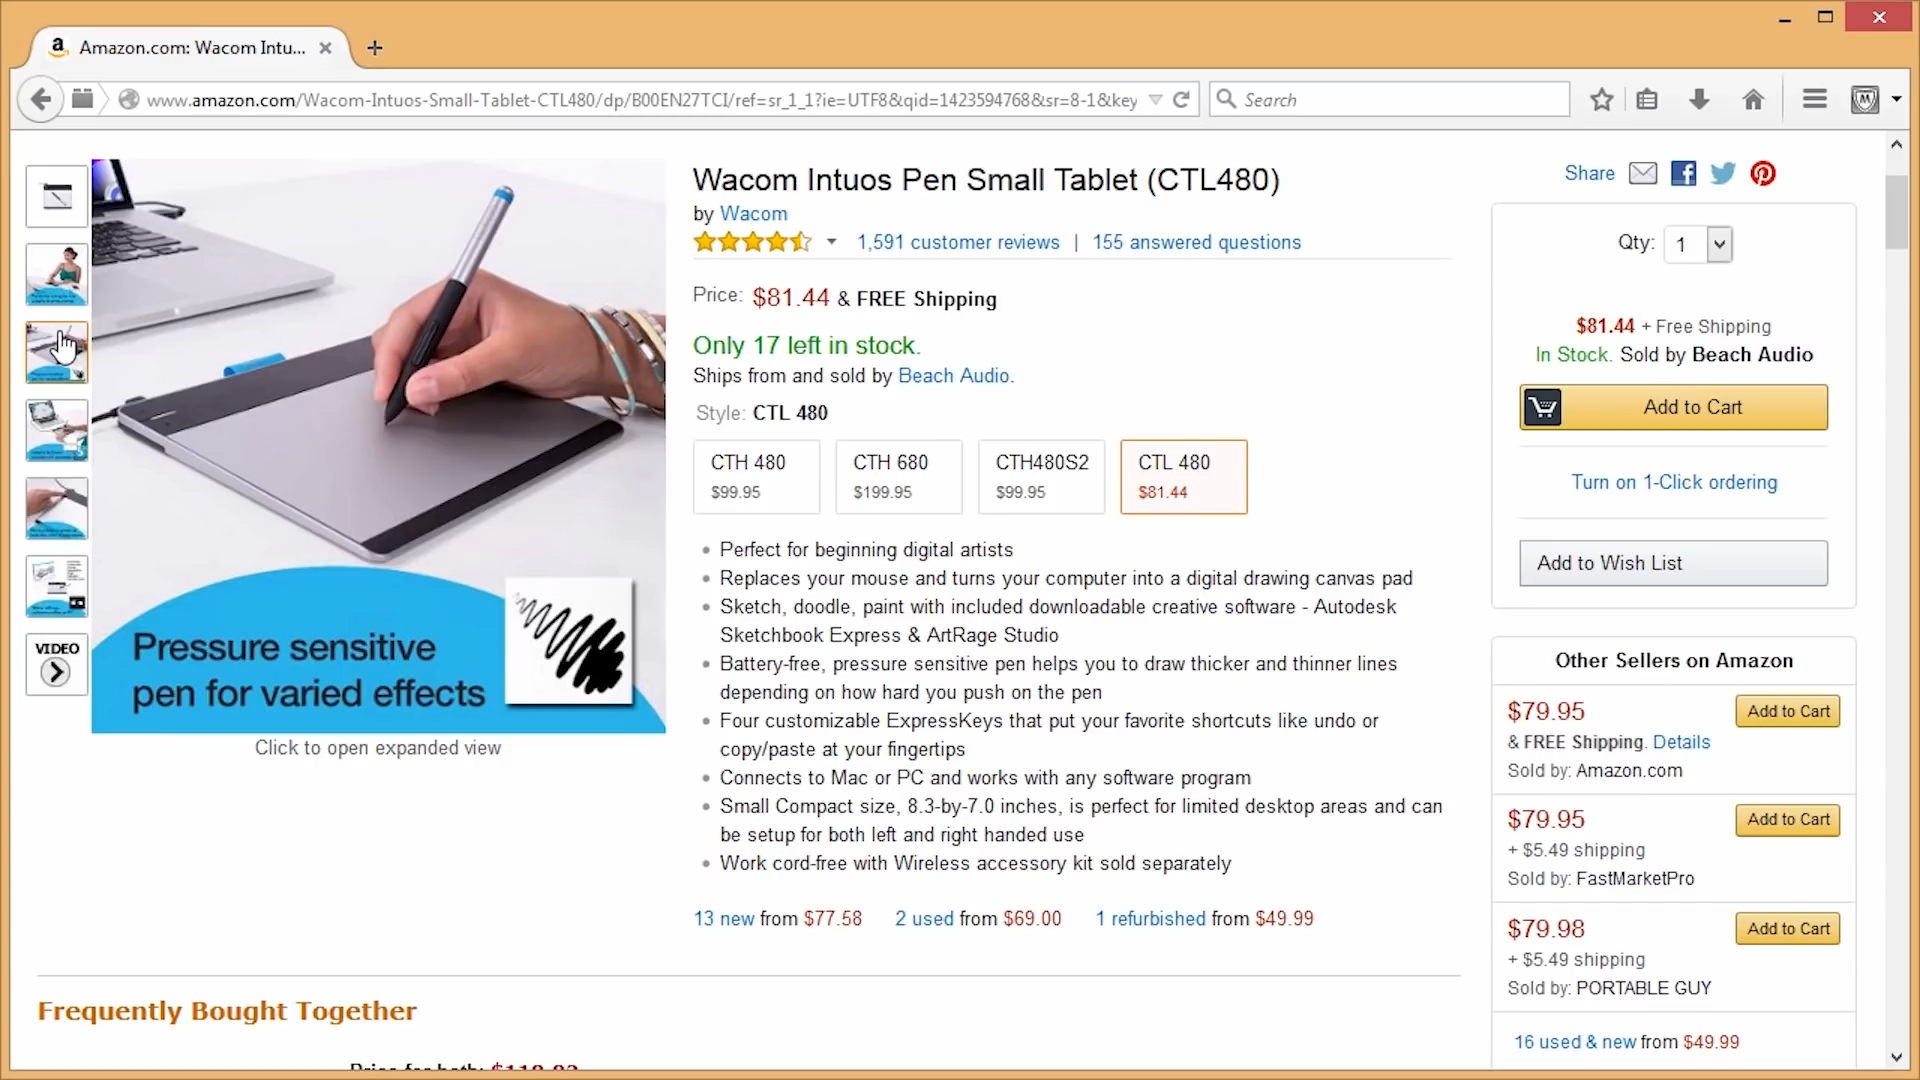 Amazon.com: Wacom Intu...
www.amazon.com/Wacom-Intuos-Small-Tablet-CTL480/dp/B00EN27TCI/ref=sr_1_1?ie=UTF8&qid=1423594768&sr=8-1&key
Search
Wacom Intuos Pen Small Tablet (CTL480)
by Wacom
1,591 customer reviews | 155 answered questions
Price: $81.44 & FREE Shipping
Only 17 left in stock.
Ships from and sold by Beach Audio.
Style: CTL 480
CTH 480 CTH 680 CTH480S2 CTL 480
$99.95 $199.95 $99.95 $81.44
Perfect for beginning digital artists
Replaces your mouse and turns your computer into a digital drawing canvas pad
Sketch, doodle, paint with included downloadable creative software - Autodesk
Sketchbook Express & ArtRage Studio
Battery-free, pressure sensitive pen helps you to draw thicker and thinner lines
depending on how hard you push on the pen
Four customizable ExpressKeys that put your favorite shortcuts like undo or
copy/paste at your fingertips
Connects to Mac or PC and works with any software program
Small Compact size, 8.3-by-7.0 inches, is perfect for limited desktop areas and can
be setup for both left and right handed use
Work cord-free with Wireless accessory kit sold separately
13 new from $77.58 2 used from $69.00 1 refurbished from $49.99
VIDEO
Pressure sensitive
pen for varied effects
Click to open expanded view
Share
Qty: 1
$81.44 + Free Shipping
In Stock. Sold by Beach Audio
Add to Cart
Turn on 1-Click ordering
Add to Wish List
Other Sellers on Amazon
$79.95 Add to Cart
& FREE Shipping. Details
Sold by: Amazon.com
$79.95 Add to Cart
+ $5.49 shipping
Sold by: FastMarketPro
$79.98 Add to Cart
+ $5.49 shipping
Sold by: PORTABLE GUY
16 used & new from $49.99
Frequently Bought Together
Price for both: